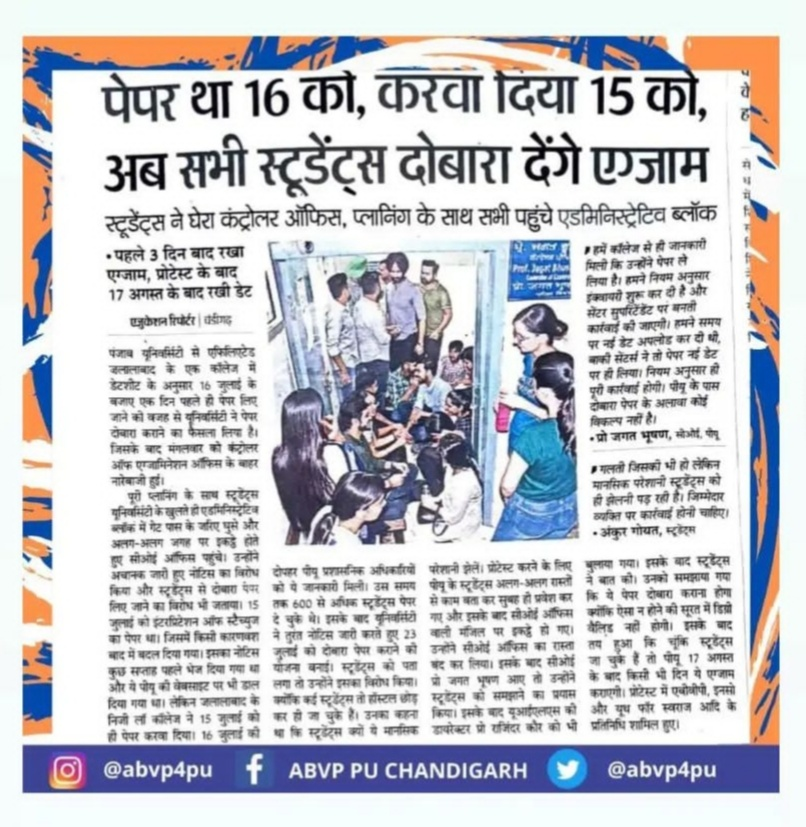 पेपर था 16 को, करवा दिया 15 को,
अब सभी स्टूडेंट्स दोबारा देंगे एग्जाम
स्टूडेंट्स ने घेरा कंट्रोलर ऑफिस, प्लानिंग के साथ सभी पहुंचे एडमिनिस्ट्रेटिव ब्लॉक
• पहले 3 दिन बाद रखा
एग्जाम, प्रोटेस्ट के बाद
17 अगस्त के बाद रखी डेट
एजुकेशन रिपोर्टर | चंडीगढ़
पंजाब यूनिवर्सिटी से एफिलिएटेड
जलालाबाद के एक कॉलेज में
डेटशीट के अनुसार 16 जुलाई के
बजाए एक दिन पहले ही पेपर लिए
जाने की वजह से यूनिवर्सिटी ने पेपर
दोबारा कराने का फैसला लिया है।
जिसके बाद मंगलवार को कंट्रोलर
ऑफ एग्जामिनेशन ऑफिस के बाहर
नारेबाजी हुई।
पूरी प्लानिंग के साथ स्टूडेंट्स
यूनिवर्सिटी के खुलते ही एडमिनिस्ट्रेटिव
ब्लॉक में गेट पास के जरिए घुसे और
अलग-अलग जगह पर इकट्ठे होते
हुए सीओई ऑफिस पहुंचे। उन्होंने
अचानक जारी हुए नोटिस का विरोध
किया और स्टूडेंट्स से दोबारा पेपर
लिए जाने का विरोध भी जताया। 15
जुलाई को इंटरप्रिटेशन ऑफ स्टैच्यूज
का पेपर था। जिसमें किसी कारणवश
बाद में बदल दिया गया। इसका नोटिस
कुछ सप्ताह पहले भेज दिया गया था
और ये पीयू की वेबसाइट पर भी डाल
दिया गया था। लेकिन जलालाबाद के
निजी लॉ कॉलेज ने 15 जुलाई को
ही पेपर करवा दिया। 16 जुलाई की
दोपहर पीयू प्रशासनिक अधिकारियों
को ये जानकारी मिली। उस समय
तक 600 से अधिक स्टूडेंट्स पेपर
दे चुके थे। इसके बाद यूनिवर्सिटी
ने तुरंत नोटिस जारी करते हुए 23
जुलाई को दोबारा पेपर कराने की
योजना बनाई। स्टूडेंट्स को पता
लगा तो उन्होंने इसका विरोध किया।
क्योंकि कई स्टूडेंट्स तो हॉस्टल छोड़
कर ही जा चुके हैं। उनका कहना
था कि स्टूडेंट्स क्यों ये मानसिक
परेशानी झेलें। प्रोटेस्ट करने के लिए
पीयू के स्टूडेंट्स अलग-अलग रास्तों
से काम बता कर सुबह ही प्रवेश कर
गए और इसके बाद सीओई ऑफिस
वाली मंजिल पर इकट्ठे हो गए।
उन्होंने सीओई ऑफिस का रास्ता
बंद कर लिया। इसके बाद सीओई
प्रो जगत भूषण आए तो उन्होंने
स्टूडेंट्स को समझाने का प्रयास
किया। इसके बाद यूआईएलएस की
डायरेक्टर प्रो राजिंदर कौर को भी
बुलाया गया। इसके बाद स्टूडेंट्स
ने बात की। उनको समझाया गया
कि ये पेपर दोबारा कराना होगा
क्योंकि ऐसा न होने की सूरत में डिग्री
वैलिड नहीं होगी। इसके बाद
तय हुआ कि चूंकि स्टूडेंट्स
जा चुके हैं तो पीयू 17 अगस्त
के बाद किसी भी दिन ये एग्जाम
कराएगी। प्रोटेस्ट में एबीवीपी, इनसो
और यूथ फॉर स्वराज आदि के
प्रतिनिधि शामिल हुए।
हमें कॉलेज से ही जानकारी
मिली कि उन्होंने पेपर ले
लिया है। हमने नियम अनुसार
इंक्वायरी शुरू कर दी है और
सेंटर सुपरिंटेंडेंट पर बनती
कार्रवाई की जाएगी। हमने समय
पर नई डेट अपलोड कर दी थी,
बाकी सेंटर्स ने तो पेपर नई डेट
पर ही लिया। नियम अनुसार ही
पूरी कार्रवाई होगी। पीयू के पास
दोबारा पेपर के अलावा कोई
विकल्प नहीं है।
• प्रो जगत भूषण, सीओई, पीयू
गलती जिसकी भी हो लेकिन
मानसिक परेशानी स्टूडेंट्स को
ही झेलनी पड़ रही है। जिम्मेदार
व्यक्ति पर कार्रवाई होनी चाहिए।
• अंकुर गोयत, स्टूडेंट्स
@abvp4pu
ABVP PU CHANDIGARH
@abvp4pu